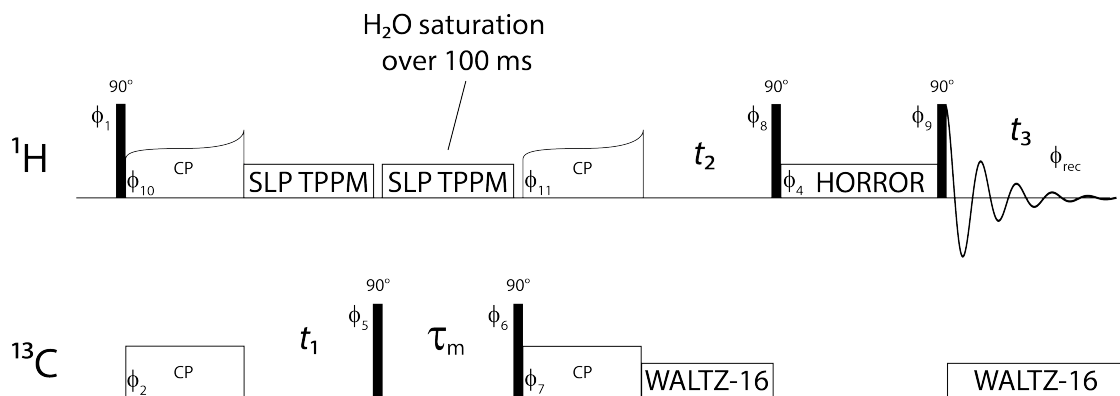 H₂O saturation
over 100 ms
90° 90° 90°
ϕ₁ ϕ₈ ϕ₉
¹H CP CP t₂ t₃ ϕrec
ϕ₁₀ SLP TPPM SLP TPPM ϕ₁₁ ϕ₄ HORROR
90° 90°
ϕ₅ ϕ₆
t₁ τm
¹³C CP CP
ϕ₂ ϕ₇ WALTZ-16 WALTZ-16